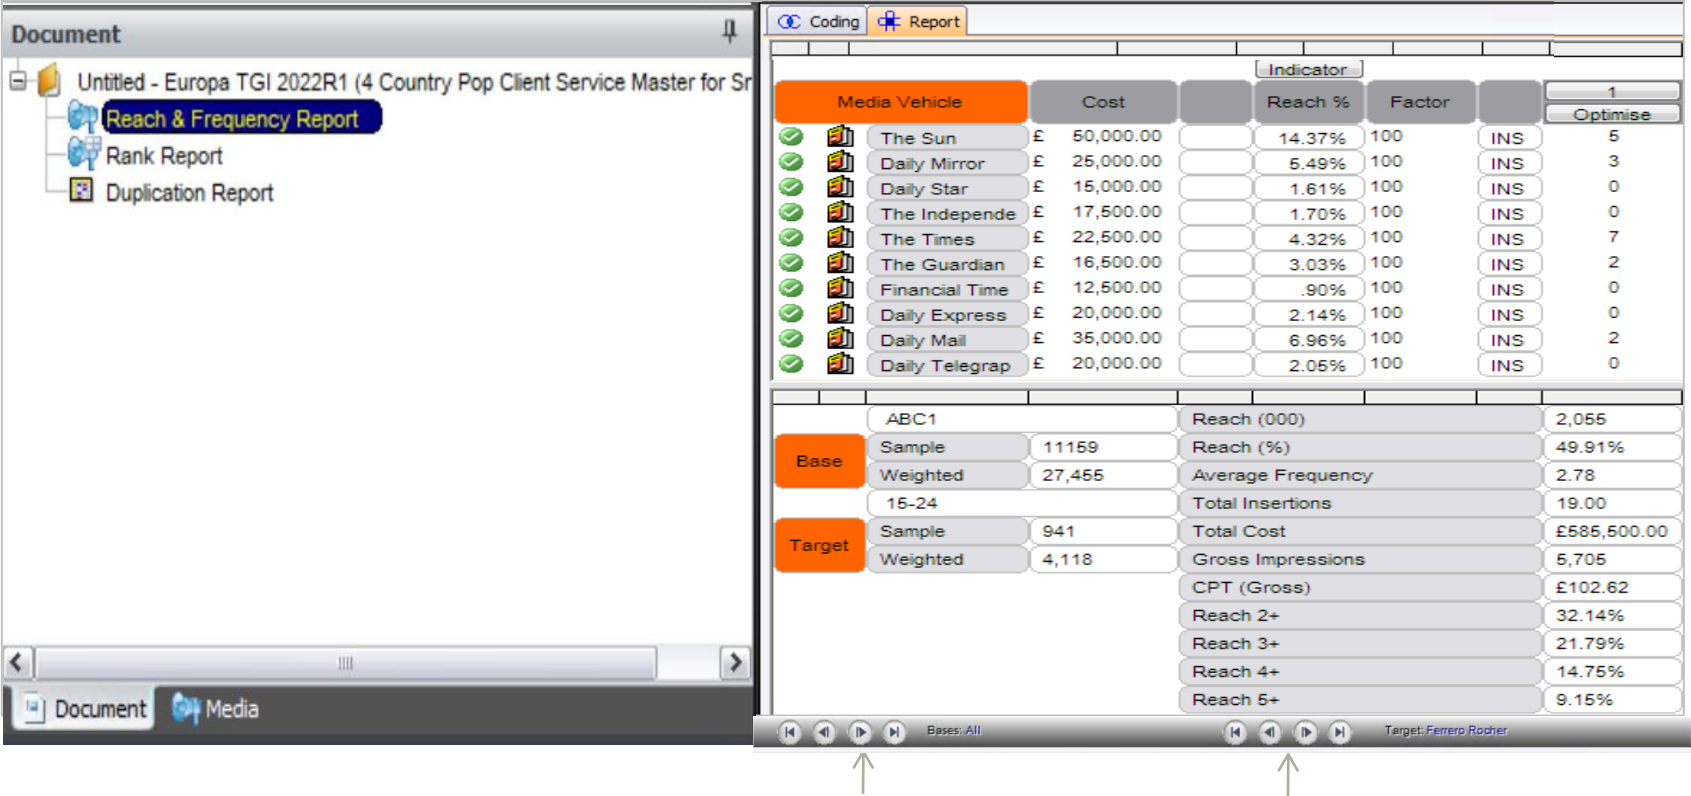 Document
Untitled - Europa TGI 2022R1 (4 Country Pop Client Service Master for Sr
Reach & Frequency Report
Rank Report
Duplication Report
Document Media
Coding Report
Indicator
Media Vehicle Cost Reach % Factor 1
Optimise
The Sun £ 50,000.00 14.37% 100 INS 5
Daily Mirror £ 25,000.00 5.49% 100 INS 3
Daily Star £ 15,000.00 1.61% 100 INS 0
The Independe £ 17,500.00 1.70% 100 INS 0
The Times £ 22,500.00 4.32% 100 INS 7
The Guardian £ 16,500.00 3.03% 100 INS 2
Financial Time £ 12,500.00 .90% 100 INS 0
Daily Express £ 20,000.00 2.14% 100 INS 0
Daily Mail £ 35,000.00 6.96% 100 INS 2
Daily Telegrap £ 20,000.00 2.05% 100 INS 0
ABC1 Reach (000) 2,055
Base Sample 11159 Reach (%) 49.91%
Weighted 27,455 Average Frequency 2.78
15-24 Total Insertions 19.00
Target Sample 941 Total Cost £585,500.00
Weighted 4,118 Gross Impressions 5,705
CPT (Gross) £102.62
Reach 2+ 32.14%
Reach 3+ 21.79%
Reach 4+ 14.75%
Reach 5+ 9.15%
Bases: All Target: Ferrero Rocher